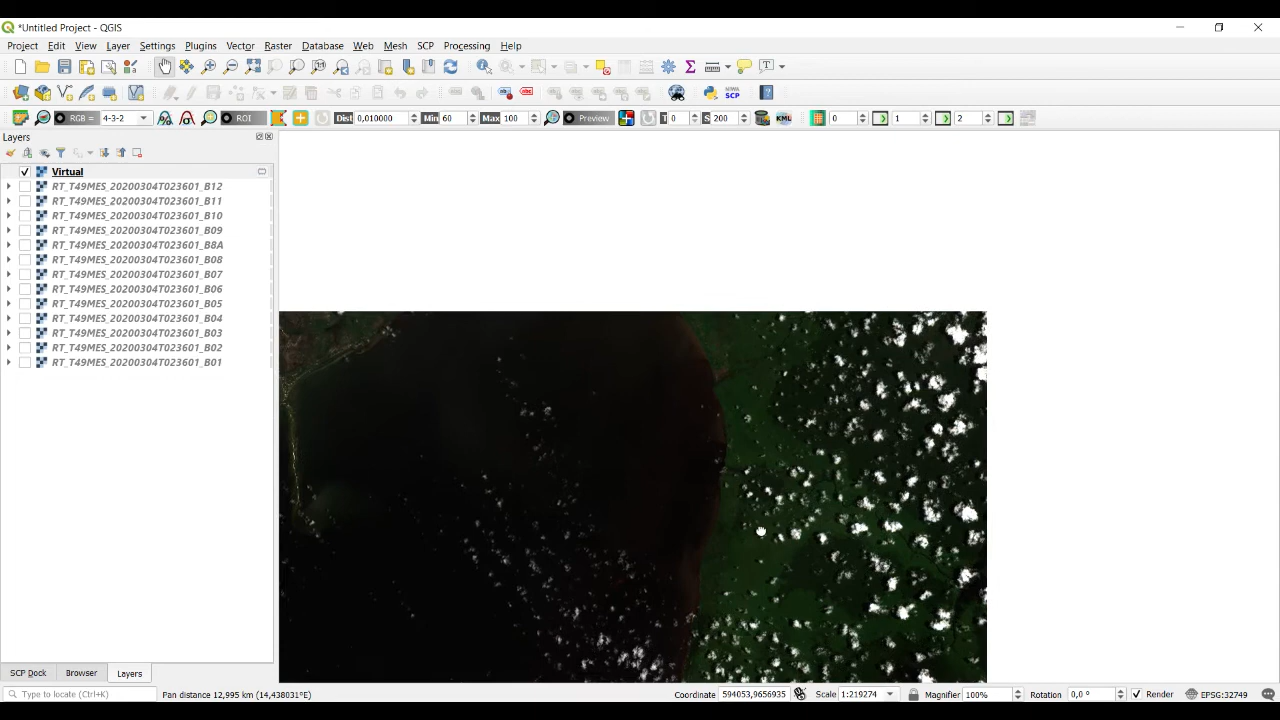 *Untitled Project - QGIS
Project Edit View Layer Settings Plugins Vector Raster Database Web Mesh SCP Processing Help
RGB = 4-3-2 ROI Dist 0,010000 Min 60 Max 100 Preview T 0 S 200 KML 0 1 2
Layers
Virtual
RT_T49MES_20200304T023601_B12
RT_T49MES_20200304T023601_B11
RT_T49MES_20200304T023601_B10
RT_T49MES_20200304T023601_B09
RT_T49MES_20200304T023601_B8A
RT_T49MES_20200304T023601_B08
RT_T49MES_20200304T023601_B07
RT_T49MES_20200304T023601_B06
RT_T49MES_20200304T023601_B05
RT_T49MES_20200304T023601_B04
RT_T49MES_20200304T023601_B03
RT_T49MES_20200304T023601_B02
RT_T49MES_20200304T023601_B01
SCP Dock Browser Layers
Type to locate (Ctrl+K) Pan distance 12,995 km (14,438031°E) Coordinate 594053,9656935 Scale 1:219274 Magnifier 100% Rotation 0,0 ° Render EPSG:32749